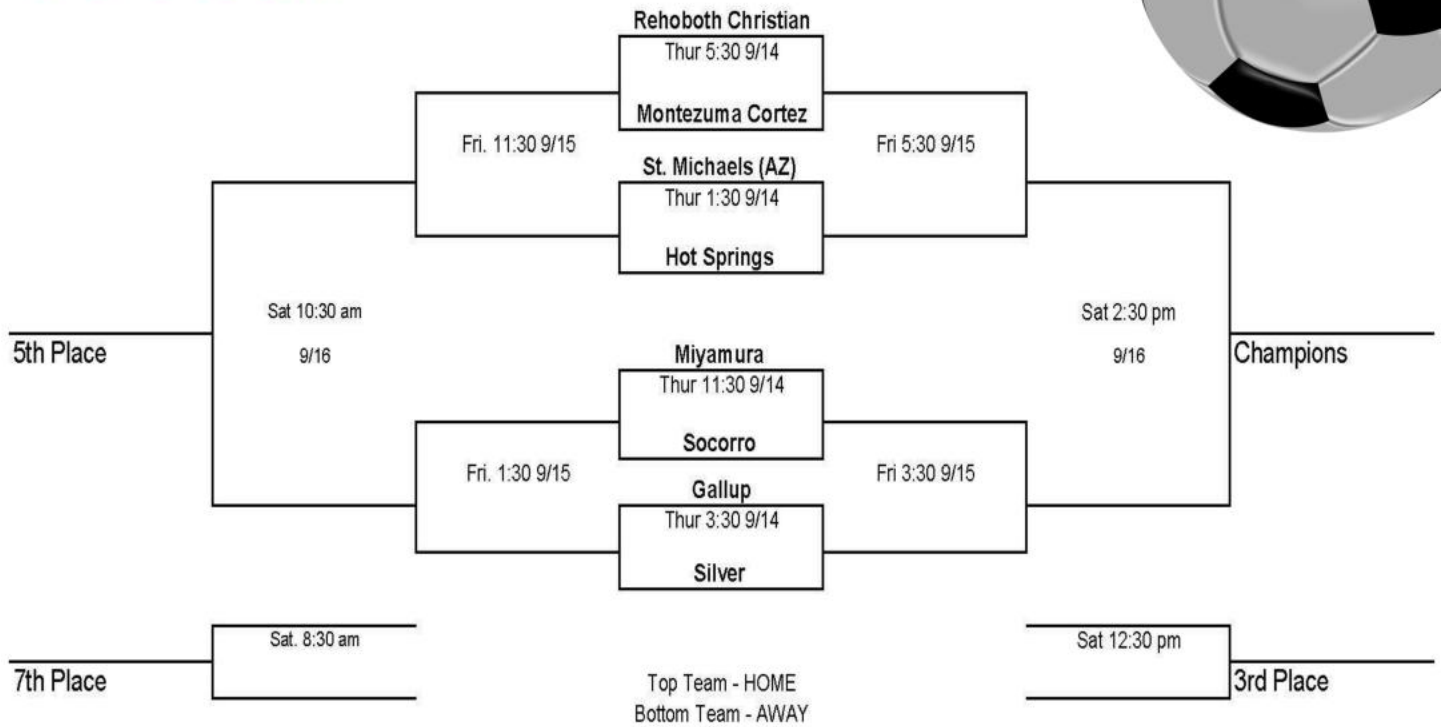 Rehoboth Christian
Thur 5:30 9/14
Montezuma Cortez
Fri. 11:30 9/15
Fri 5:30 9/15
St. Michaels (AZ)
Thur 1:30 9/14
Hot Springs
Sat 10:30 am
9/16
Sat 2:30 pm
9/16
5th Place
Champions
Miyamura
Thur 11:30 9/14
Socorro
Fri. 1:30 9/15
Fri 3:30 9/15
Gallup
Thur 3:30 9/14
Silver
Sat. 8:30 am
Sat 12:30 pm
7th Place
3rd Place
Top Team - HOME
Bottom Team - AWAY